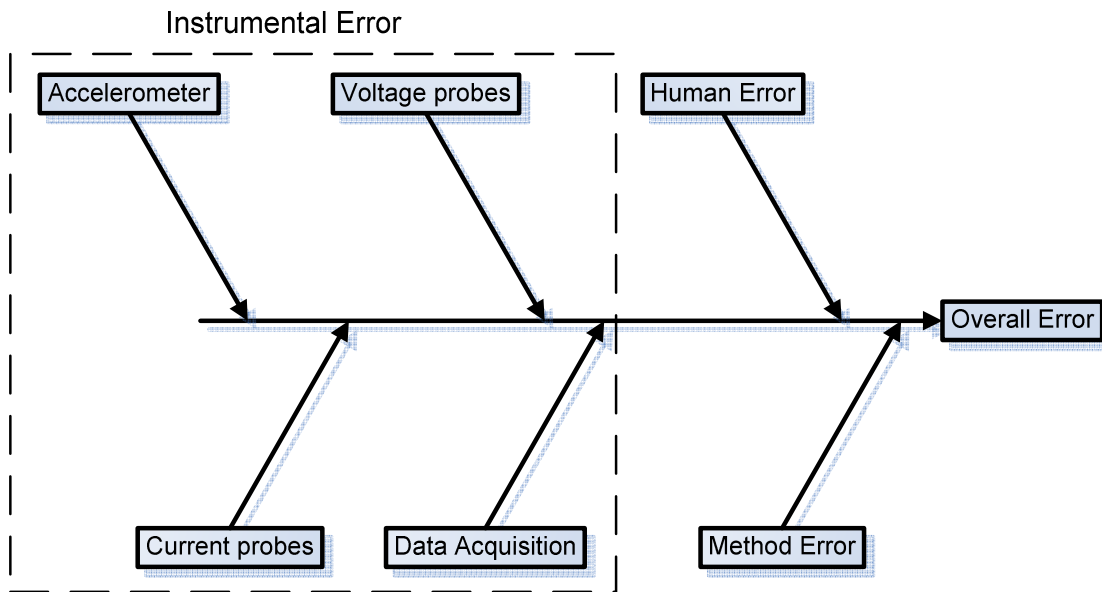 Instrumental Error
Accelerometer
Voltage probes
Human Error
Overall Error
Current probes
Data Acquisition
Method Error